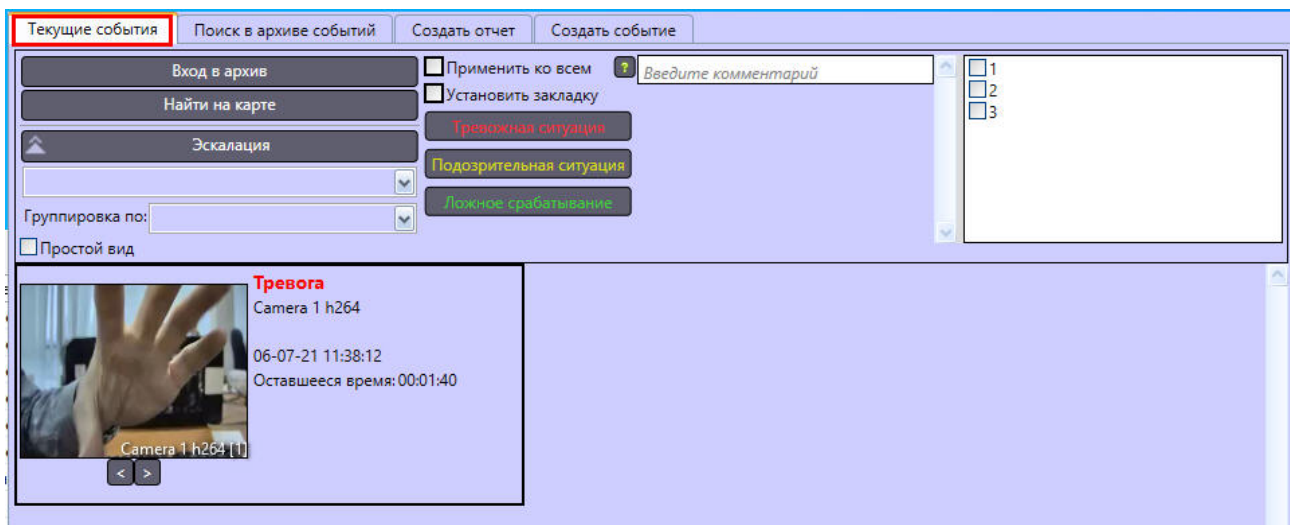 Текущие события
Поиск в архиве событий
Создать отчет
Создать событие
Вход в архив
Найти на карте
Эскалация
Группировка по:
Простой вид
Применить ко всем
?
Установить закладку
Тревожная ситуация
Подозрительная ситуация
Ложное срабатывание
Введите комментарий
1
2
3
Тревога
Camera 1 h264
06-07-21 11:38:12
Оставшееся время: 00:01:40
Camera 1 h264 [1]
< >